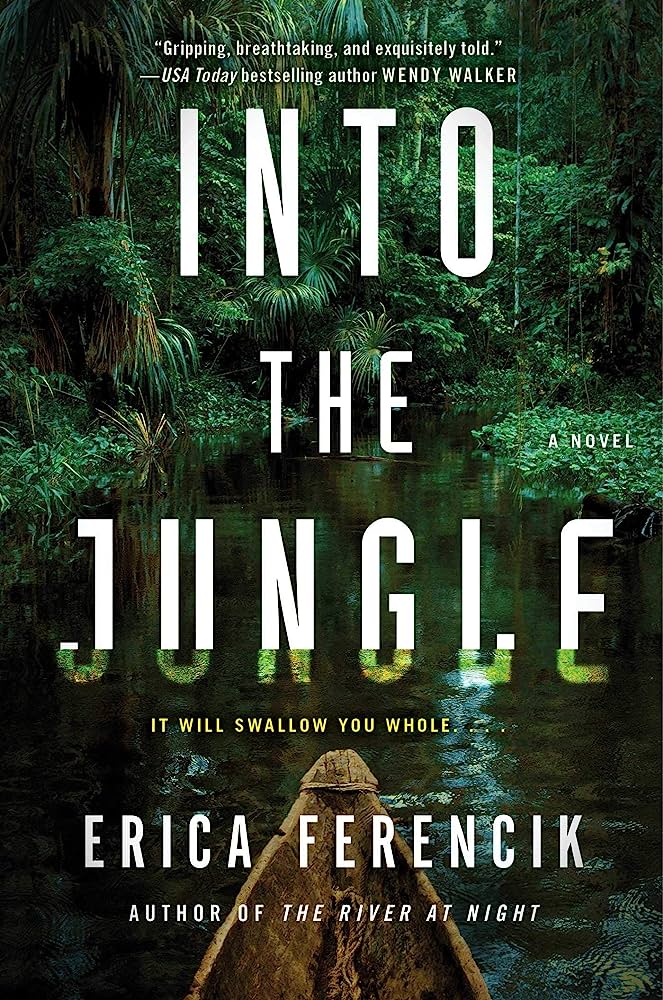 “Gripping, breathtaking, and exquisitely told.”
—USA Today bestselling author WENDY WALKER
INTO
THE
A NOVEL
JUNGLE
IT WILL SWALLOW YOU WHOLE. . . .
ERICA FERENCIK
AUTHOR OF THE RIVER AT NIGHT